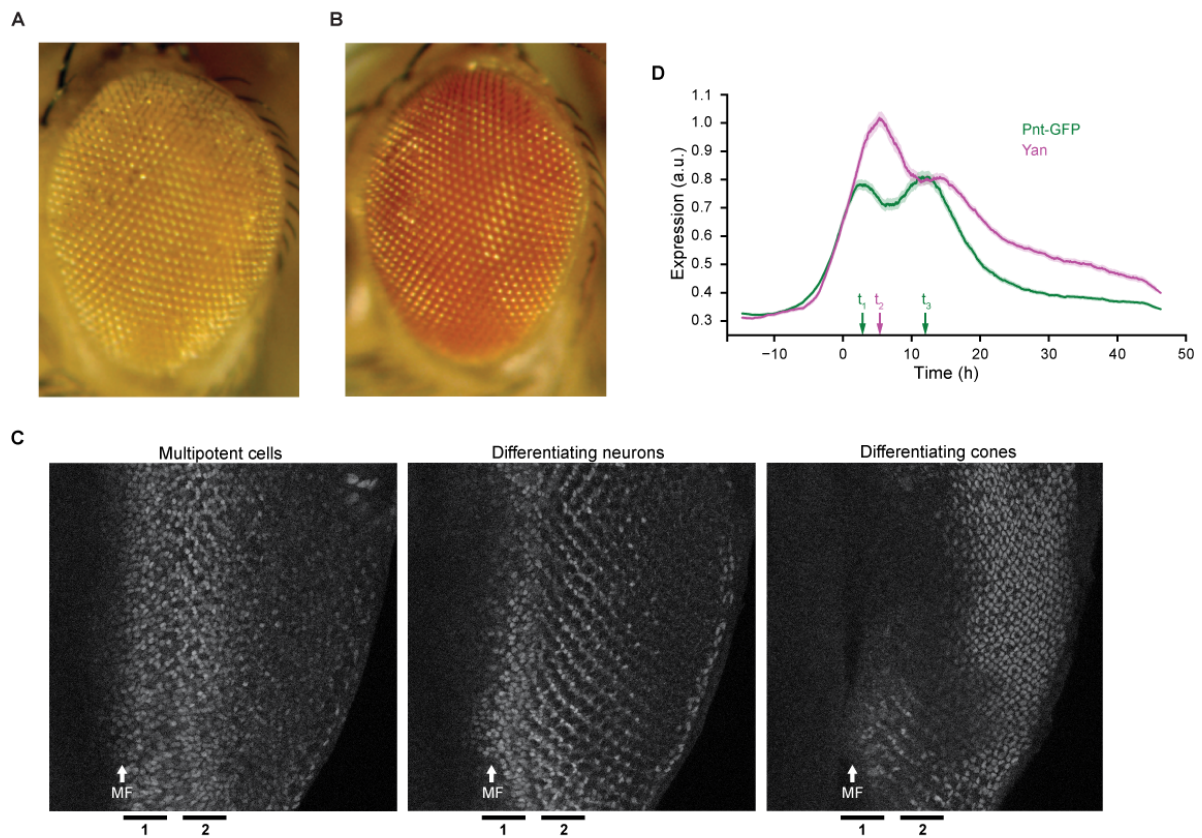 A
B
D
1.1
1.0
0.9
0.8
0.7
0.6
0.5
0.4
0.3
Expression (a.u.)
Pnt-GFP
Yan
t1 t2 t3
−10 0 10 20 30 40 50
Time (h)
C
Multipotent cells Differentiating neurons Differentiating cones
MF MF MF
1 2 1 2 1 2